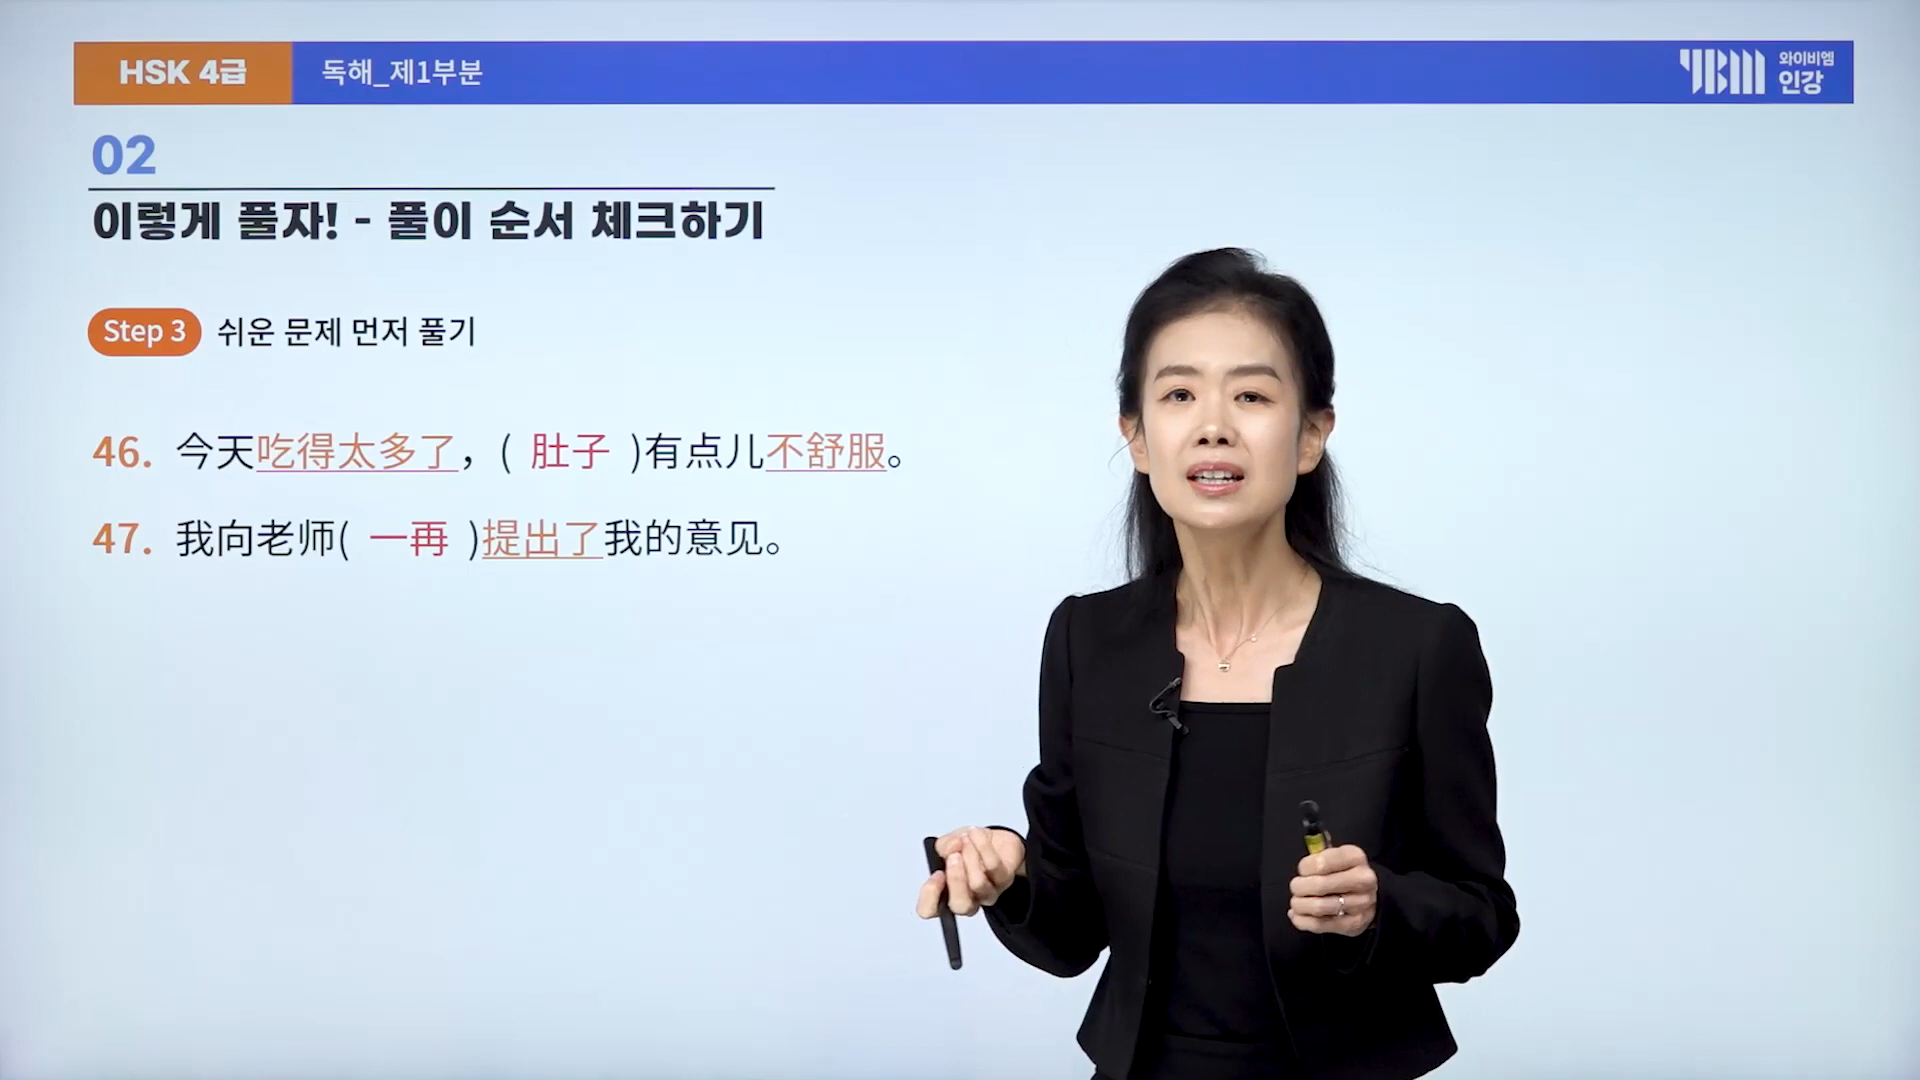 HSK 4급
독해_제1부분
YBM 와이비엠
인강
02
이렇게 풀자! - 풀이 순서 체크하기
Step 3 쉬운 문제 먼저 풀기
46. 今天吃得太多了，( 肚子 )有点儿不舒服。
47. 我向老师( 一再 )提出了我的意见。